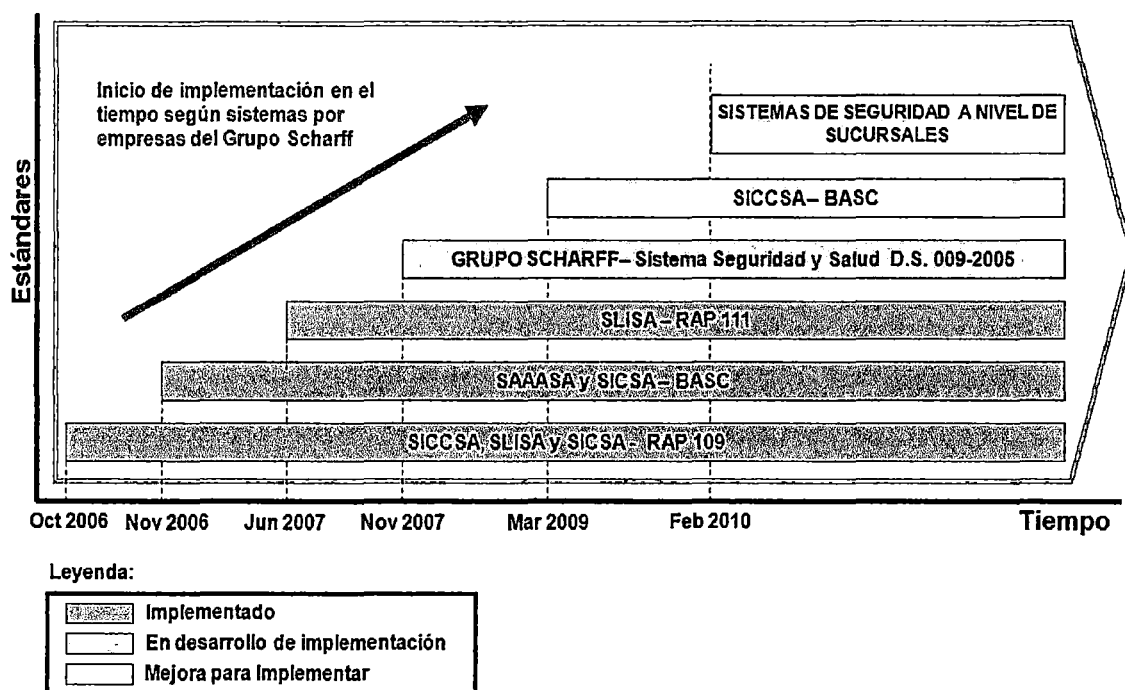 Inicio de implementación en el
tiempo según sistemas por
empresas del Grupo Scharff
SISTEMAS DE SEGURIDAD A NIVEL DE
SUCURSALES
SICCSA– BASC
GRUPO SCHARFF– Sistema Seguridad y Salud D.S. 009-2005
SLISA – RAP 111
SAAASA y SICSA – BASC
SICCSA, SLISA y SICSA - RAP 109
Estándares
Oct 2006 Nov 2006 Jun 2007 Nov 2007 Mar 2009 Feb 2010 Tiempo
Leyenda:
Implementado
En desarrollo de implementación
Mejora para Implementar